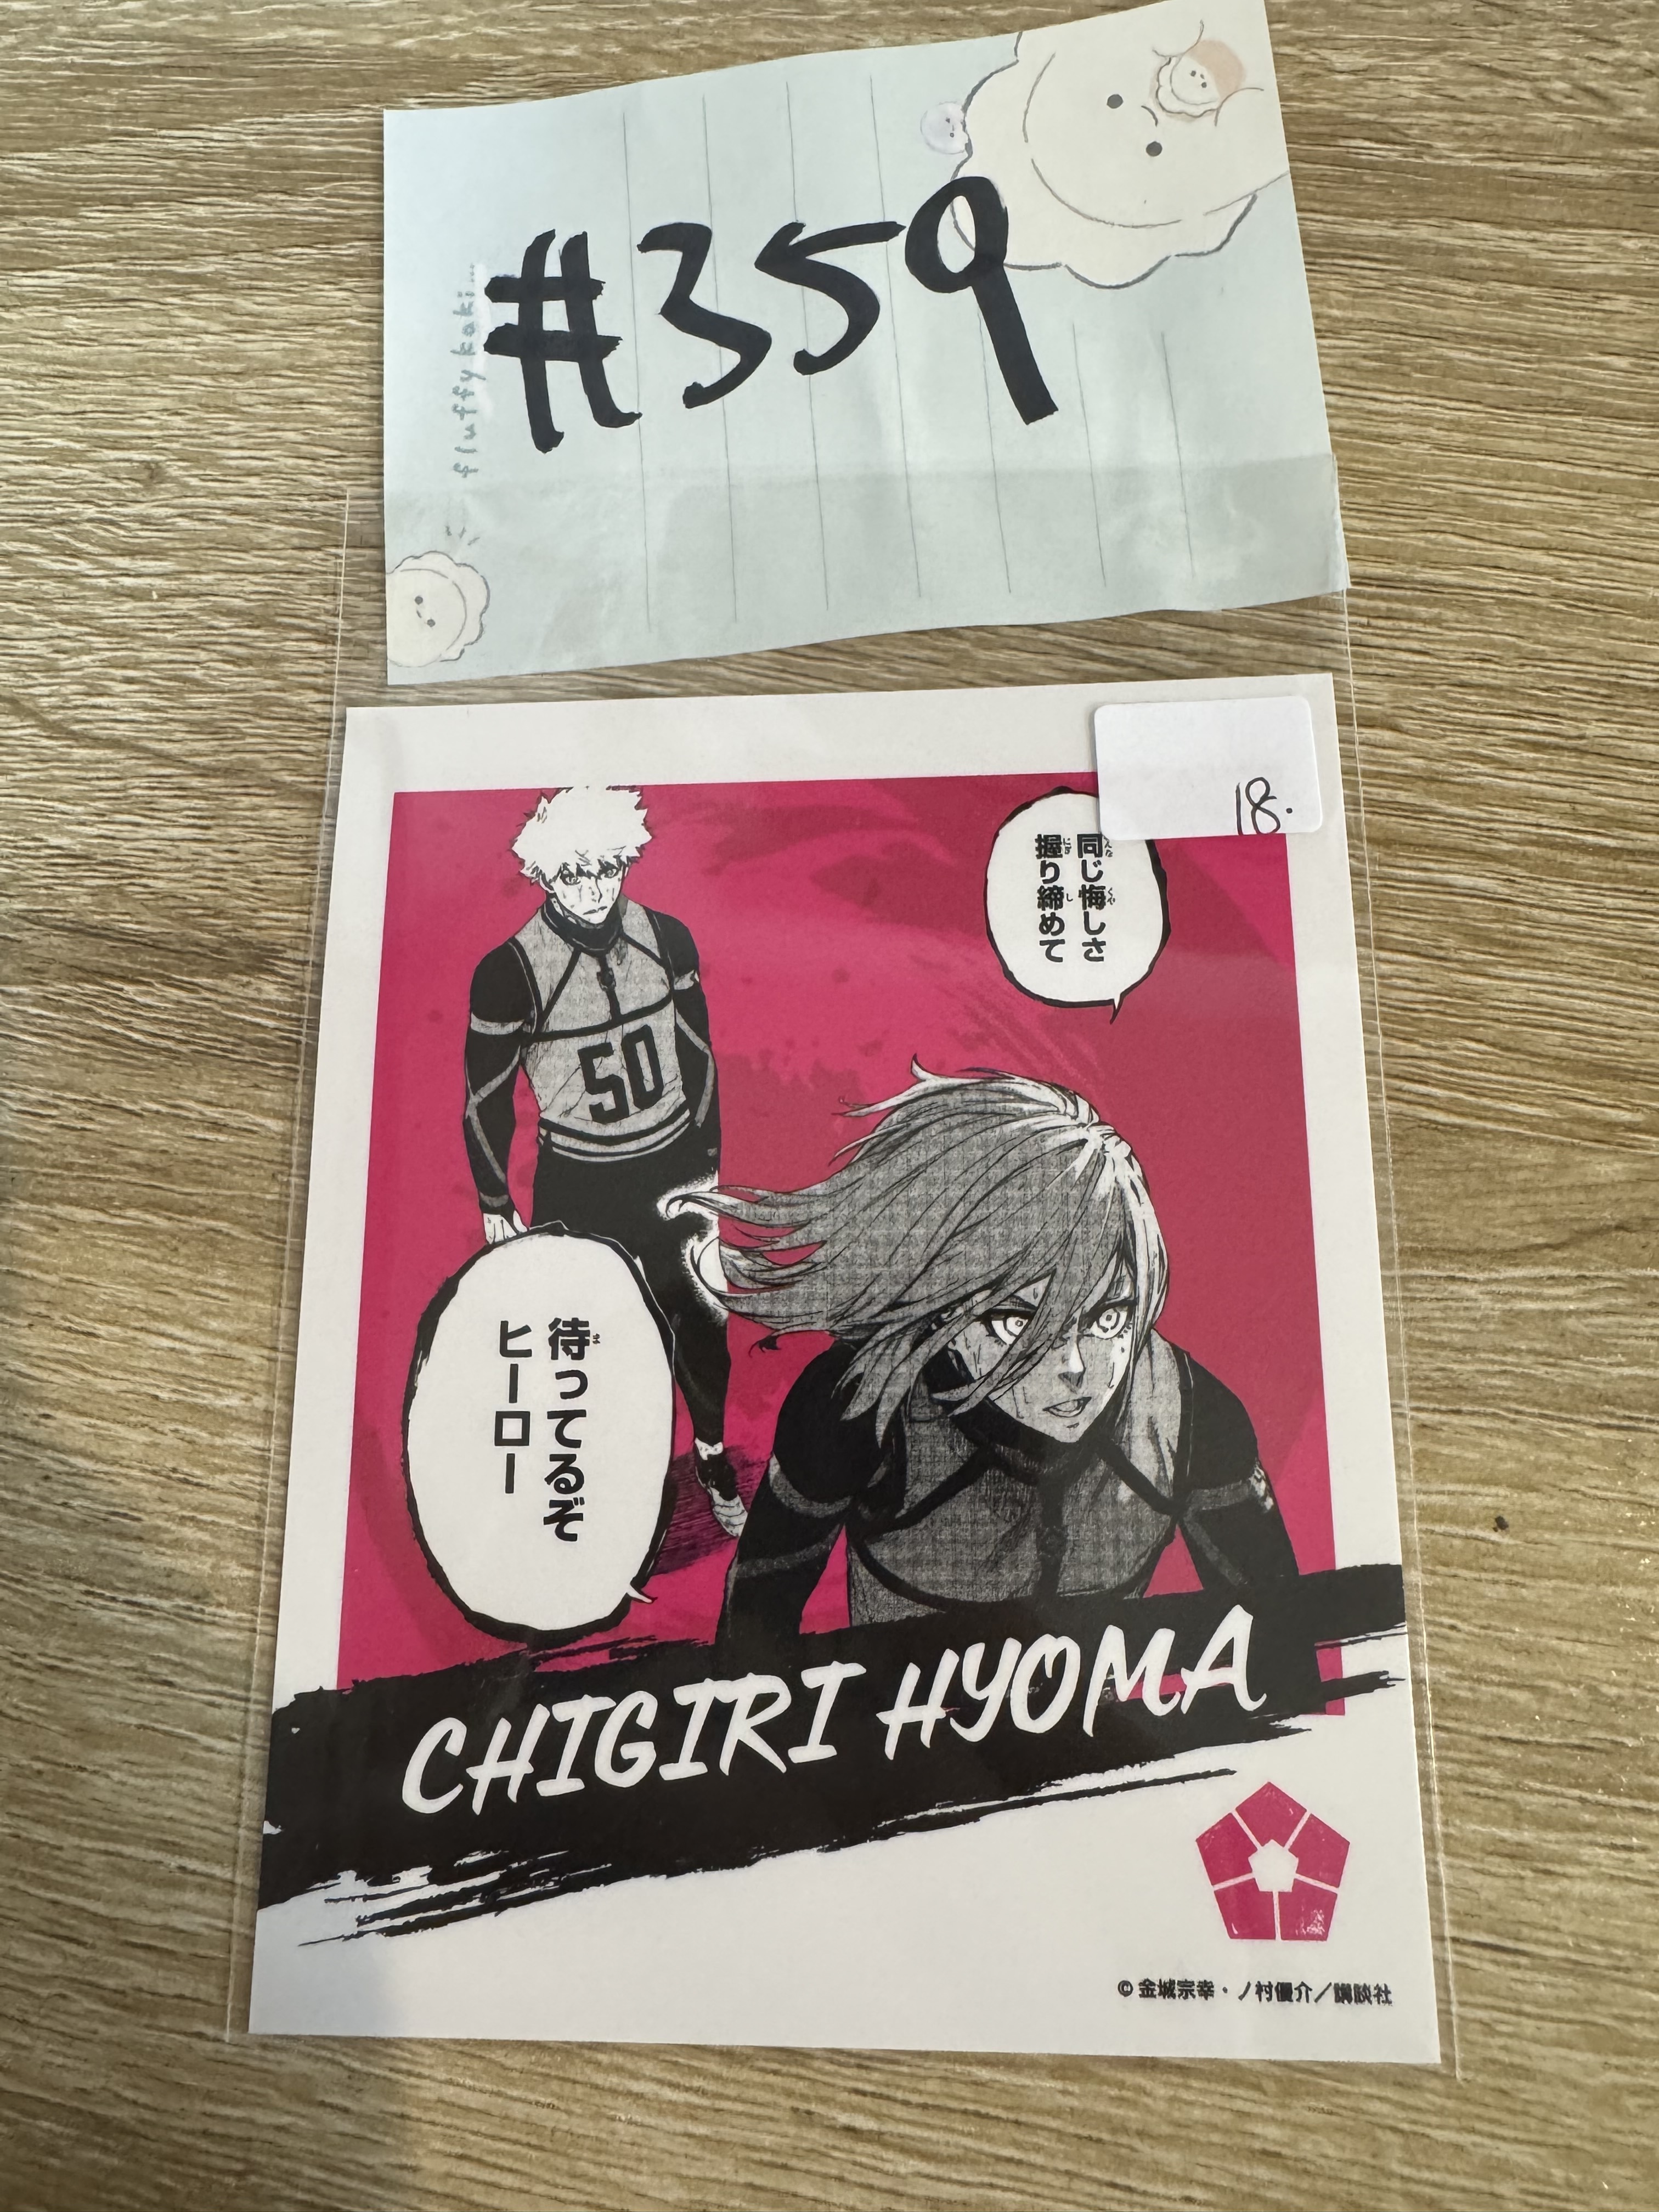 #359
fluffy kaki...
18.
同じ悔しさ
握り締めて
50
待ってるぞ
ヒーロー
CHIGIRI HYOMA
© 金城宗幸・ノ村優介／講談社